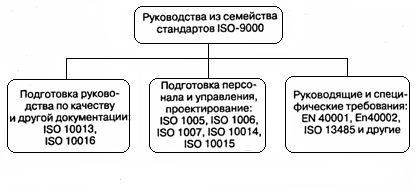 Руководства из семейства
стандартов ISO-9000
Подготовка руково-
дства по качеству
и другой документации:
ISO 10013,
ISO 10016
Подготовка персо-
нала и управления,
проектирование:
ISO 1005, ISO 1006,
ISO 1007, ISO 10014,
ISO 10015
Руководящие и специ-
фические требования:
EN 40001, En40002,
ISO 13485 и другие